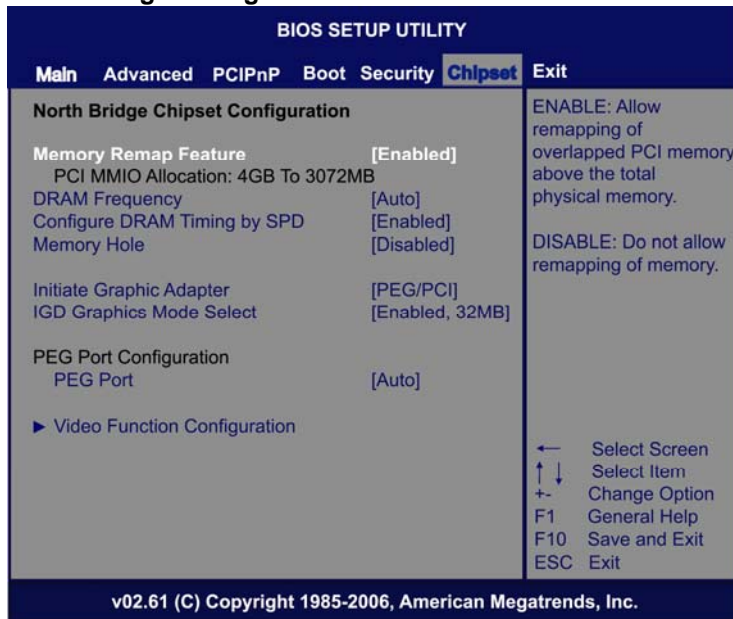 BIOS SETUP UTILITY
Main Advanced PCIPnP Boot Security Chipset Exit
North Bridge Chipset Configuration
Memory Remap Feature [Enabled]
PCI MMIO Allocation: 4GB To 3072MB
DRAM Frequency [Auto]
Configure DRAM Timing by SPD [Enabled]
Memory Hole [Disabled]
Initiate Graphic Adapter [PEG/PCI]
IGD Graphics Mode Select [Enabled, 32MB]
PEG Port Configuration
PEG Port [Auto]
► Video Function Configuration
ENABLE: Allow
remapping of
overlapped PCI memory
above the total
physical memory.
DISABLE: Do not allow
remapping of memory.
← Select Screen
↑ ↓ Select Item
+- Change Option
F1 General Help
F10 Save and Exit
ESC Exit
v02.61 (C) Copyright 1985-2006, American Megatrends, Inc.